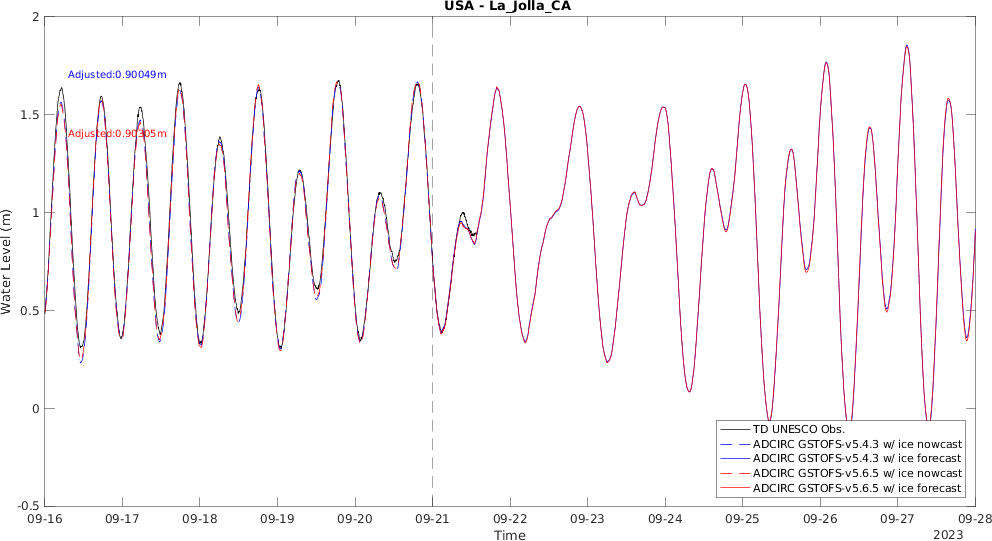 USA - La_Jolla_CA
2
Adjusted:0.90049m
1.5
Adjusted:0.90305m
1
Water Level (m)
0.5
0
TD UNESCO Obs.
ADCIRC GSTOFS-v5.4.3 w/ ice nowcast
ADCIRC GSTOFS-v5.4.3 w/ ice forecast
ADCIRC GSTOFS-v5.6.5 w/ ice nowcast
ADCIRC GSTOFS-v5.6.5 w/ ice forecast
-0.5
09-16 09-17 09-18 09-19 09-20 09-21 09-22 09-23 09-24 09-25 09-26 09-27 09-28
Time
2023